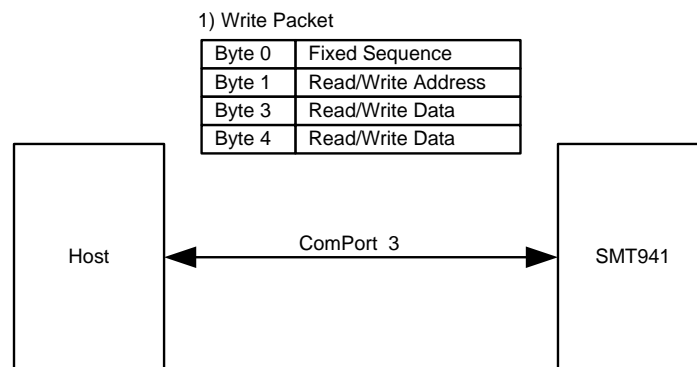 1) Write Packet
Byte 0 Fixed Sequence
Byte 1 Read/Write Address
Byte 3 Read/Write Data
Byte 4 Read/Write Data
Host ComPort 3 SMT941